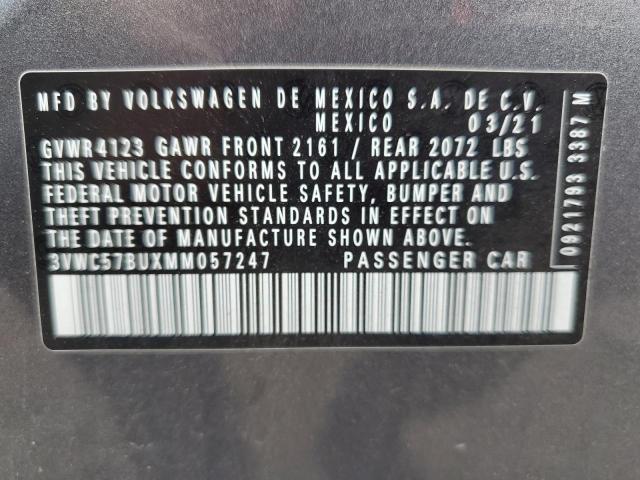 MFD BY VOLKSWAGEN DE MEXICO S.A. DE C.V.
MEXICO 03/21
GVWR 4123 GAWR FRONT 2161 / REAR 2072 LBS
THIS VEHICLE CONFORMS TO ALL APPLICABLE U.S.
FEDERAL MOTOR VEHICLE SAFETY, BUMPER AND
THEFT PREVENTION STANDARDS IN EFFECT ON
THE DATE OF MANUFACTURE SHOWN ABOVE.
3VWC57BUXMM057247 PASSENGER CAR
0921793 3387 M